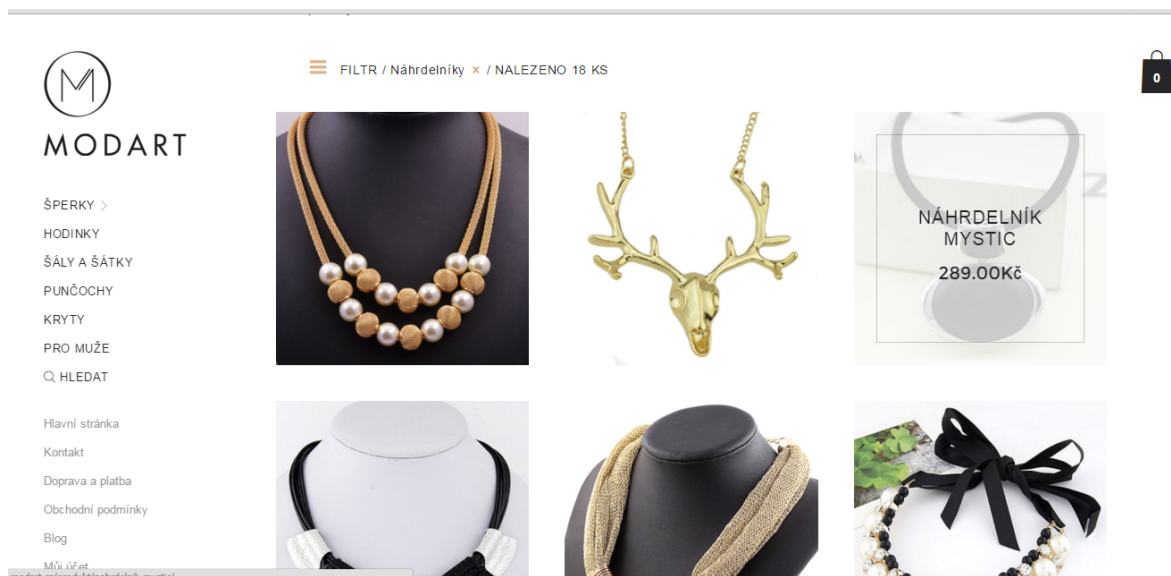 FILTR / Náhrdelníky × / NALEZENO 18 KS
0
M
MODART
ŠPERKY >
HODINKY
ŠÁLY A ŠÁTKY
PUNČOCHY
KRYTY
PRO MUŽE
HLEDAT
Hlavní stránka
Kontakt
Doprava a platba
Obchodní podmínky
Blog
Můj účet
NÁHRDELNÍK
MYSTIC
289.00Kč